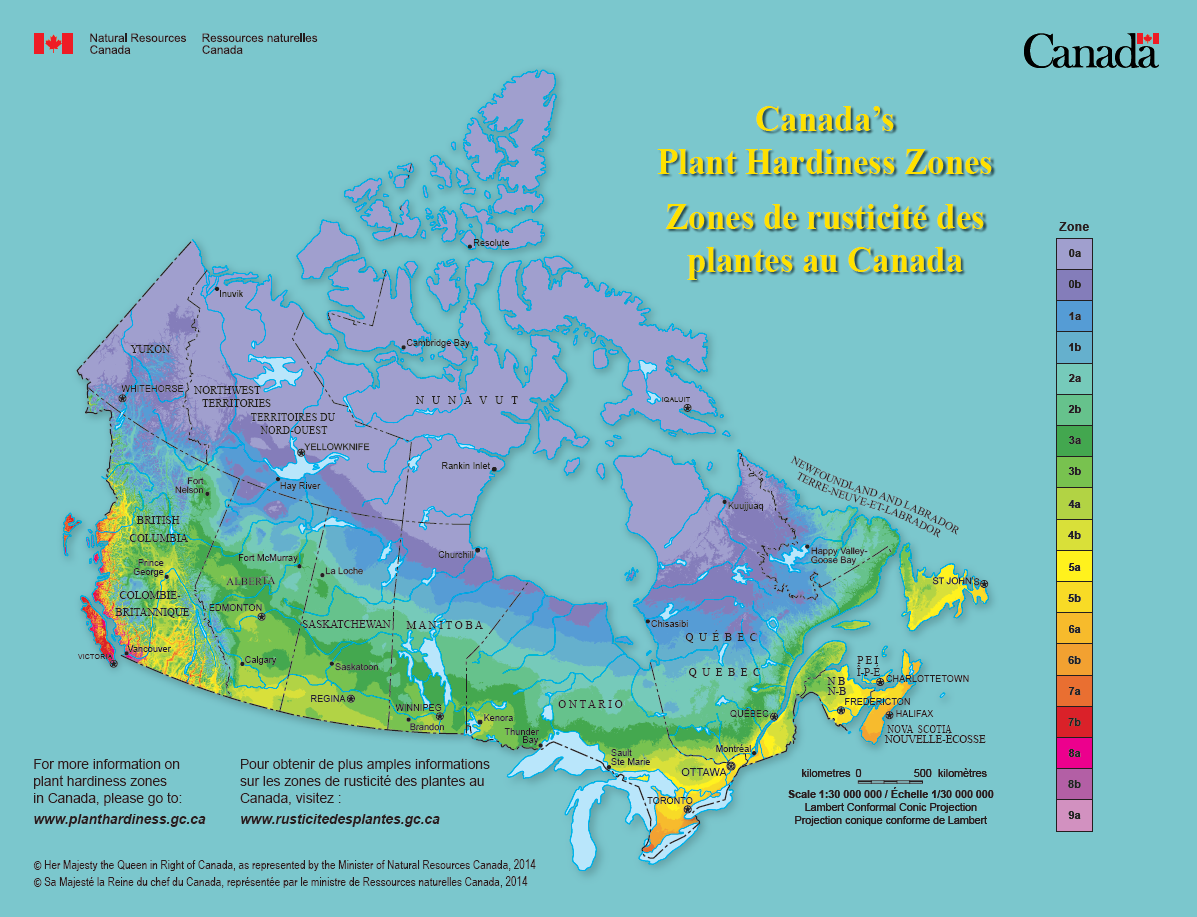 Natural Resources
Canada
Ressources naturelles
Canada
Canada
Canada's
Plant Hardiness Zones
Zones de rusticité des
plantes au Canada
Zone
0a
0b
1a
1b
2a
2b
3a
3b
4a
4b
5a
5b
6a
6b
7a
7b
8a
8b
9a
Resolute
Inuvik
Cambridge Bay
YUKON
WHITEHORSE
NORTHWEST
TERRITORIES
TERRITOIRES DU
NORD-OUEST
NUNAVUT
IQALUIT
YELLOWKNIFE
Rankin Inlet
Hay River
Fort
Nelson
Kuujjuaq
NEWFOUNDLAND AND LABRADOR
TERRE-NEUVE-ET-LABRADOR
BRITISH
COLUMBIA
Prince
George
COLOMBIE-
BRITANNIQUE
Fort McMurray
La Loche
Churchill
Happy Valley-
Goose Bay
ST JOHN'S
ALBERTA
EDMONTON
SASKATCHEWAN
MANITOBA
Chisasibi
QUÉBEC
QUEBEC
VICTORIA
Vancouver
Calgary
Saskatoon
REGINA
WINNIPEG
Brandon
Kenora
ONTARIO
Thunder
Bay
Sault
Ste Marie
QUÉBEC
Montréal
OTTAWA
TORONTO
PEI
Î-P-É
CHARLOTTETOWN
NB
N-B
FREDERICTON
HALIFAX
NOVA SCOTIA
NOUVELLE-ECOSSE
For more information on
plant hardiness zones
in Canada, please go to:
www.planthardiness.gc.ca
Pour obtenir de plus amples informations
sur les zones de rusticité des plantes au
Canada, visitez :
www.rusticitedesplantes.gc.ca
kilometres 0 500 kilomètres
Scale 1:30 000 000 / Échelle 1/30 000 000
Lambert Conformal Conic Projection
Projection conique conforme de Lambert
© Her Majesty the Queen in Right of Canada, as represented by the Minister of Natural Resources Canada, 2014
© Sa Majesté la Reine du chef du Canada, représentée par le ministre de Ressources naturelles Canada, 2014